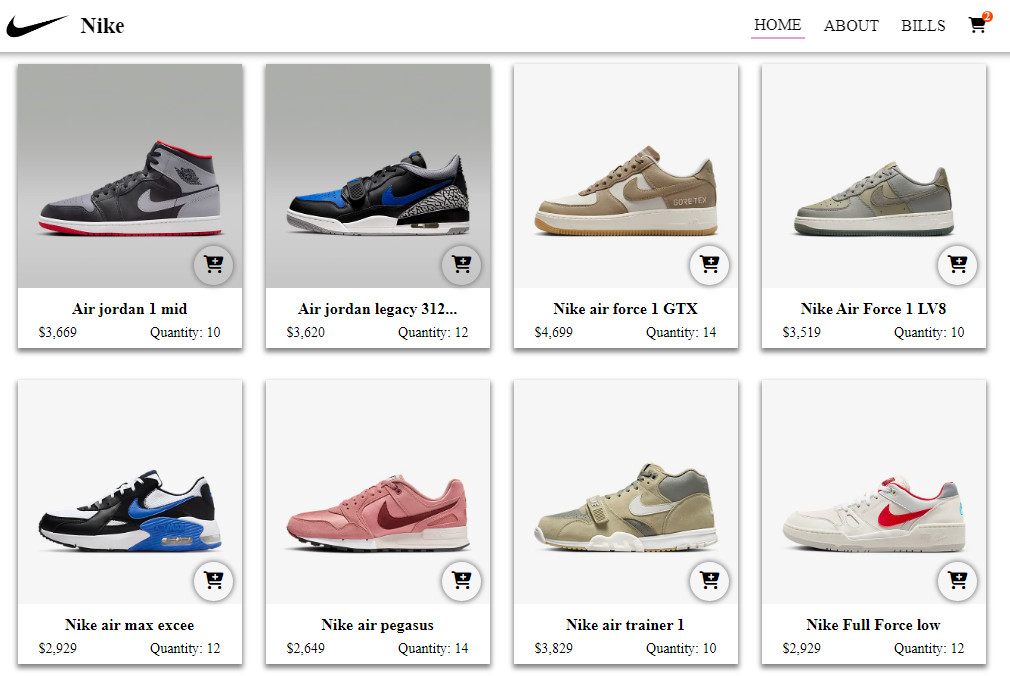 Nike
HOME ABOUT BILLS 2
GORE-TEX
Air jordan 1 mid
$3,669 Quantity: 10
Air jordan legacy 312...
$3,620 Quantity: 12
Nike air force 1 GTX
$4,699 Quantity: 14
Nike Air Force 1 LV8
$3,519 Quantity: 10
Nike air max excee
$2,929 Quantity: 12
Nike air pegasus
$2,649 Quantity: 14
Nike air trainer 1
$3,829 Quantity: 10
Nike Full Force low
$2,929 Quantity: 12